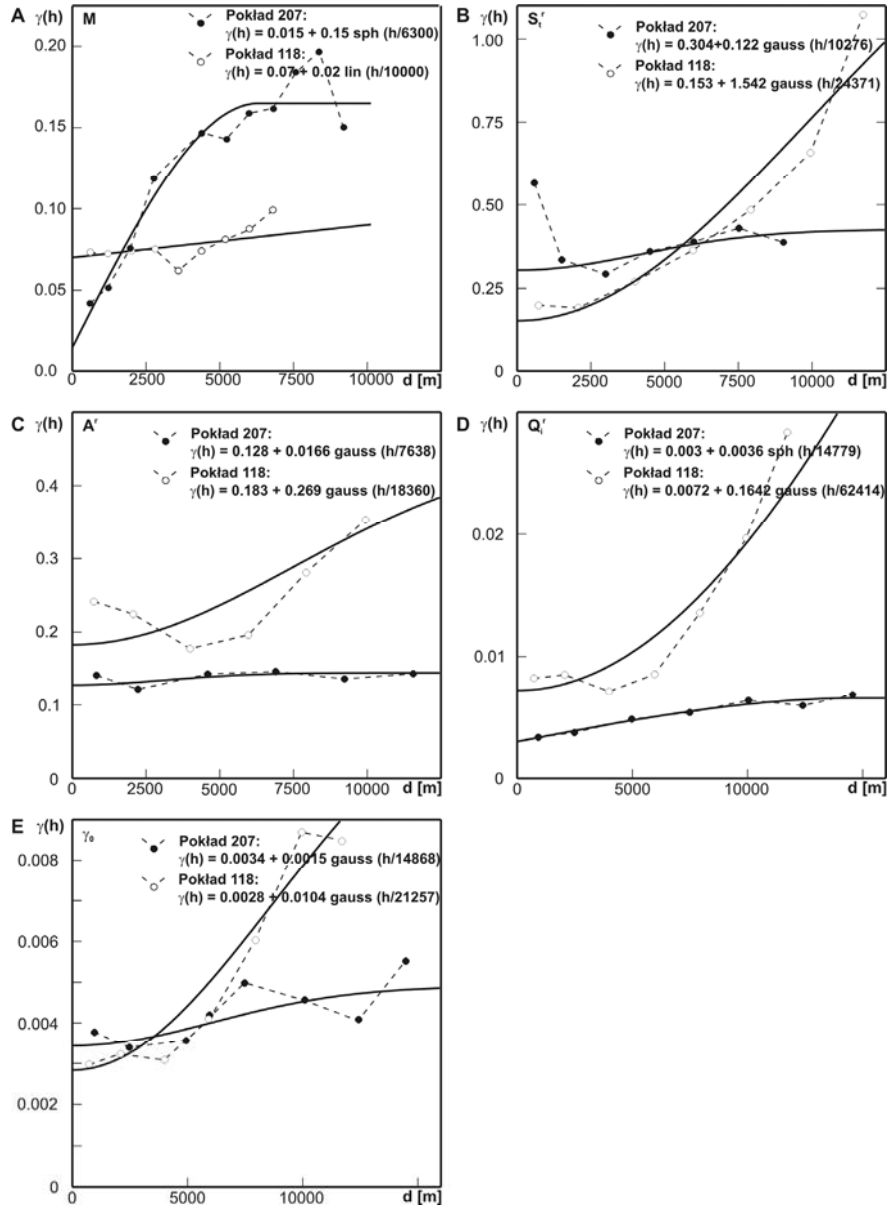 A
γ(h)
M
Pokład 207:
γ(h) = 0.015 + 0.15 sph (h/6300)
Pokład 118:
γ(h) = 0.07 + 0.02 lin (h/10000)
0.20
0.15
0.10
0.05
0.0
0
2500
5000
7500
10000
d [m]
B
γ(h)
Sₜʳ
Pokład 207:
γ(h)=0.304+0.122 gauss (h/10276)
Pokład 118:
γ(h) = 0.153 + 1.542 gauss (h/24371)
1.00
0.75
0.50
0.25
0
0
2500
5000
7500
10000
d [m]
C
γ(h)
Aʳ
Pokład 207:
γ(h) = 0.128 + 0.0166 gauss (h/7638)
Pokład 118:
γ(h) = 0.183 + 0.269 gauss (h/18360)
0.4
0.3
0.2
0.1
0
0
2500
5000
7500
10000
d [m]
D
γ(h)
Qᵢʳ
Pokład 207:
γ(h) = 0.003 + 0.0036 sph (h/14779)
Pokład 118:
γ(h) = 0.0072 + 0.1642 gauss (h/62414)
0.02
0.01
0
0
5000
10000
d [m]
E
γ(h)
γ₀
Pokład 207:
γ(h) = 0.0034 + 0.0015 gauss (h/14868)
Pokład 118:
γ(h) = 0.0028 + 0.0104 gauss (h/21257)
0.008
0.006
0.004
0.002
0
0
5000
10000
d [m]